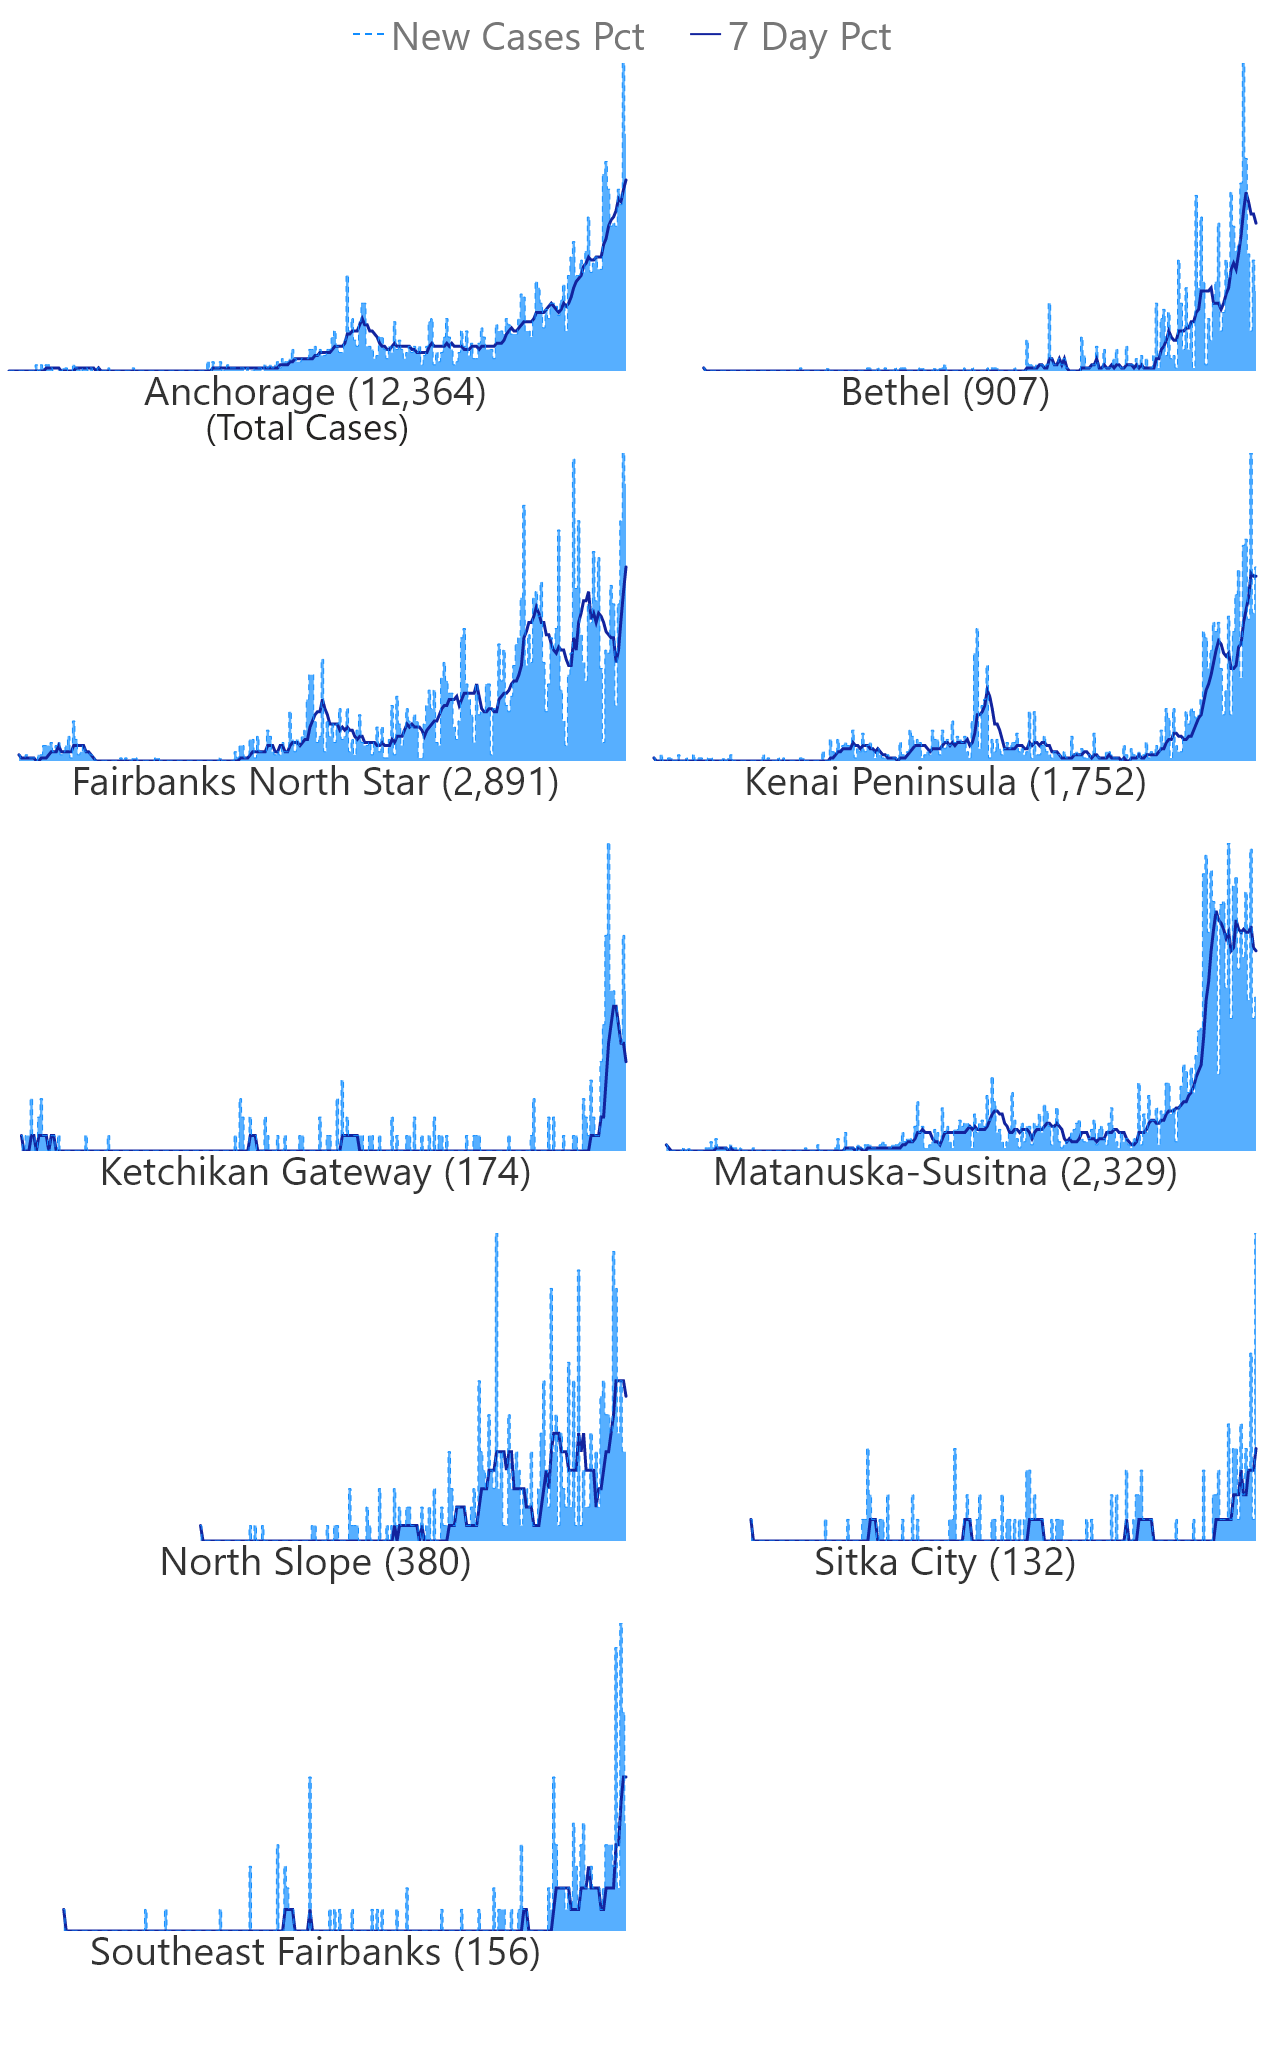 New Cases Pct 7 Day Pct
Anchorage (12,364)
(Total Cases)
Bethel (907)
Fairbanks North Star (2,891)
Kenai Peninsula (1,752)
Ketchikan Gateway (174)
Matanuska-Susitna (2,329)
North Slope (380)
Sitka City (132)
Southeast Fairbanks (156)